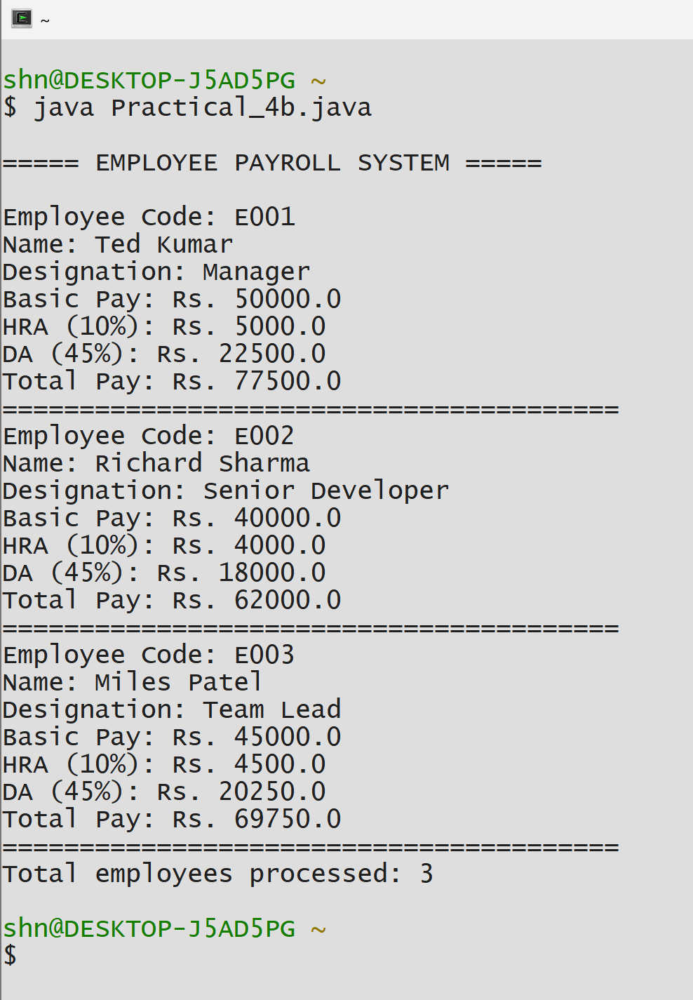 ~
shn@DESKTOP-J5AD5PG ~
$ java Practical_4b.java
===== EMPLOYEE PAYROLL SYSTEM =====
Employee Code: E001
Name: Ted Kumar
Designation: Manager
Basic Pay: Rs. 50000.0
HRA (10%): Rs. 5000.0
DA (45%): Rs. 22500.0
Total Pay: Rs. 77500.0
========================================
Employee Code: E002
Name: Richard Sharma
Designation: Senior Developer
Basic Pay: Rs. 40000.0
HRA (10%): Rs. 4000.0
DA (45%): Rs. 18000.0
Total Pay: Rs. 62000.0
========================================
Employee Code: E003
Name: Miles Patel
Designation: Team Lead
Basic Pay: Rs. 45000.0
HRA (10%): Rs. 4500.0
DA (45%): Rs. 20250.0
Total Pay: Rs. 69750.0
========================================
Total employees processed: 3
shn@DESKTOP-J5AD5PG ~
$